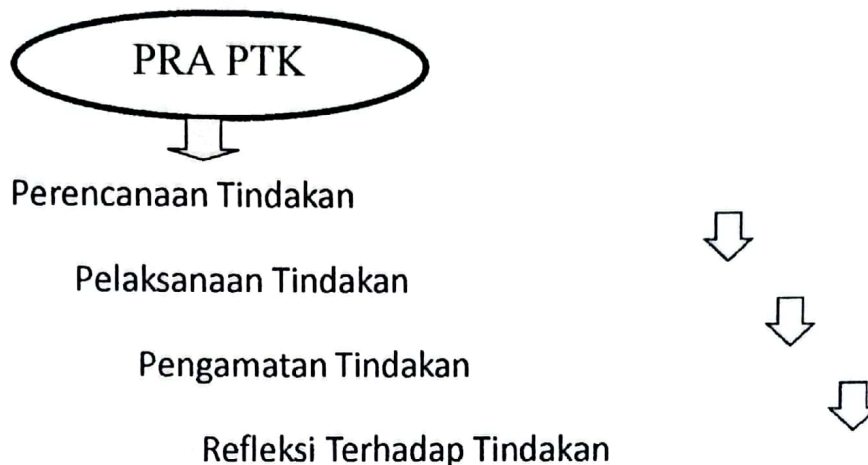 PRA PTK
Perencanaan Tindakan
Pelaksanaan Tindakan
Pengamatan Tindakan
Refleksi Terhadap Tindakan